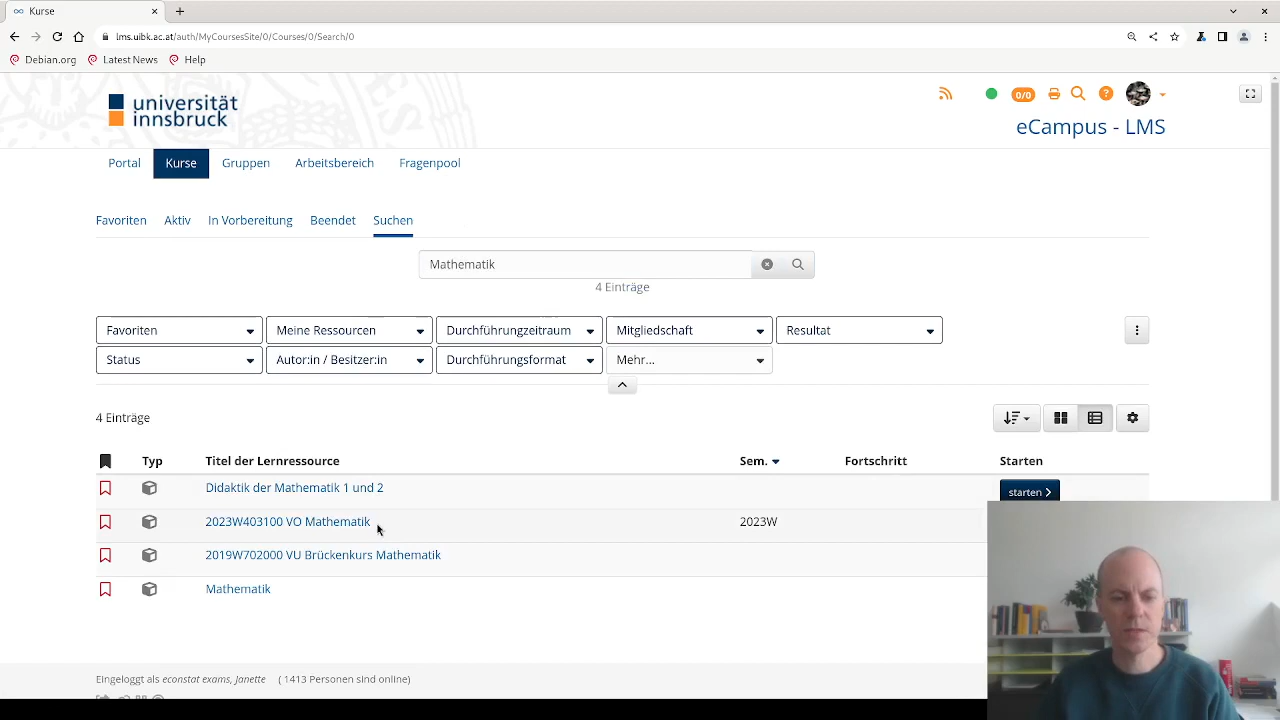 Kurse
lms.uibk.ac.at/auth/MyCoursesSite/0/Courses/0/Search/0
Debian.org Latest News Help
universität
innsbruck
0/0
eCampus - LMS
Portal Kurse Gruppen Arbeitsbereich Fragenpool
Favoriten Aktiv In Vorbereitung Beendet Suchen
Mathematik
4 Einträge
Favoriten Meine Ressourcen Durchführungzeitraum Mitgliedschaft Resultat
Status Autor:in / Besitzer:in Durchführungsformat Mehr...
4 Einträge
Typ Titel der Lernressource Sem. Fortschritt Starten
Didaktik der Mathematik 1 und 2 starten
2023W403100 VO Mathematik 2023W
2019W702000 VU Brückenkurs Mathematik
Mathematik
Eingeloggt als econstat exams, Janette ( 1413 Personen sind online)